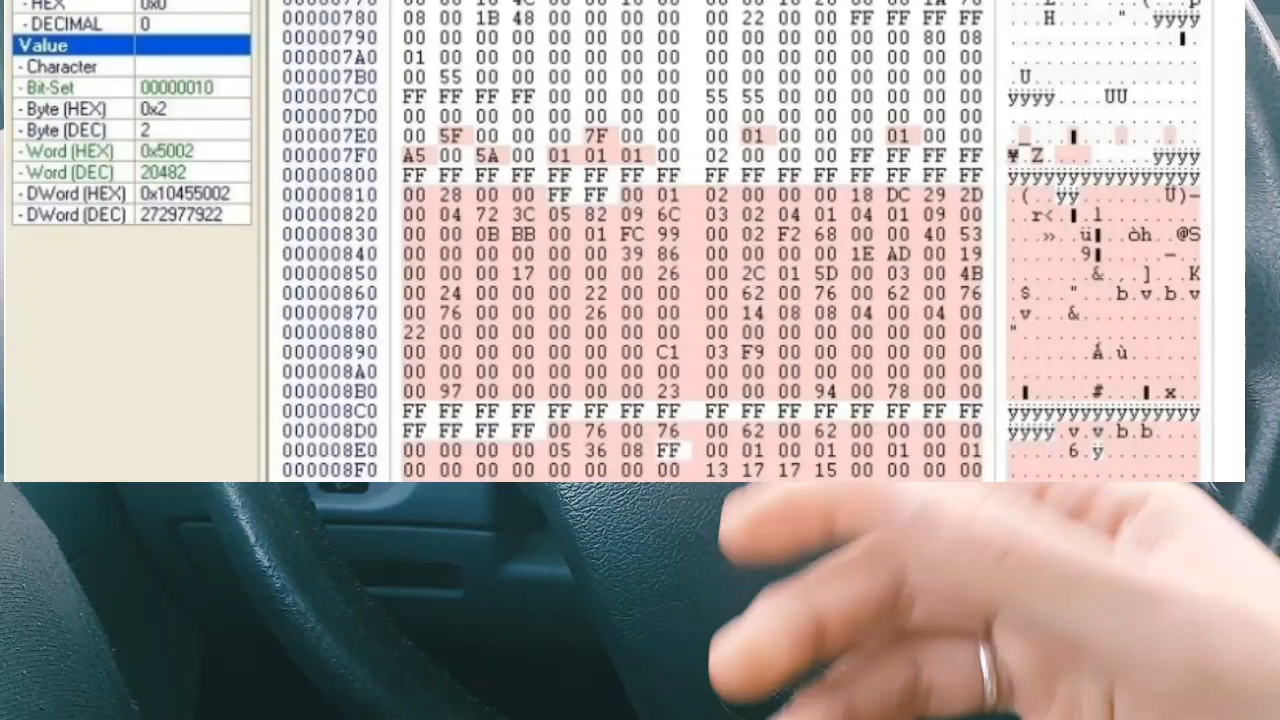 - HEX 0x0
- DECIMAL 0
Value
- Character
- Bit-Set 00000010
- Byte (HEX) 0x2
- Byte (DEC) 2
- Word (HEX) 0x5002
- Word (DEC) 20482
- DWord (HEX) 0x10455002
- DWord (DEC) 272977922
00000780 08 00 1B 48 00 00 00 00 00 22 00 00 FF FF FF FF H " ÿÿÿÿ
00000790 00 00 00 00 00 00 00 00 00 00 00 00 00 00 80 08
000007A0 01 00 00 00 00 00 00 00 00 00 00 00 00 00 00 00
000007B0 00 55 00 00 00 00 00 00 00 00 00 00 00 00 00 00 .U..............
000007C0 FF FF FF FF 00 00 00 00 55 55 00 00 00 00 00 00 ÿÿÿÿ....UU......
000007D0 00 00 00 00 00 00 00 00 00 00 00 00 00 00 00 00 ................
000007E0 00 5F 00 00 00 7F 00 00 00 01 00 00 00 01 00 00
000007F0 A5 00 5A 00 01 01 01 00 02 00 00 00 FF FF FF FF ¥.Z.........ÿÿÿÿ
00000800 FF FF FF FF FF FF FF FF FF FF FF FF FF FF FF FF ÿÿÿÿÿÿÿÿÿÿÿÿÿÿÿÿ
00000810 00 28 00 00 FF FF 00 01 02 00 00 00 18 DC 29 2D .(..ÿÿ.......Ü)-
00000820 00 04 72 3C 05 82 09 6C 03 02 04 01 04 01 09 00 ..r<. .l........
00000830 00 00 0B BB 00 01 FC 99 00 02 F2 68 00 00 40 53 ...»..ü ..òh..@S
00000840 00 00 00 00 00 00 39 86 00 00 00 00 1E AD 00 19 ......9 .....-..
00000850 00 00 00 17 00 00 00 26 00 2C 01 5D 00 03 00 4B .......&.,.]...K
00000860 00 24 00 00 00 22 00 00 00 62 00 76 00 62 00 76 .$..."...b.v.b.v
00000870 00 76 00 00 00 26 00 00 00 14 08 08 04 00 04 00 .v...&..........
00000880 22 00 00 00 00 00 00 00 00 00 00 00 00 00 00 00 "...............
00000890 00 00 00 00 00 00 00 C1 03 F9 00 00 00 00 00 00 .......Á.ù......
000008A0 00 00 00 00 00 00 00 00 00 00 00 00 00 00 00 00 ................
000008B0 00 97 00 00 00 00 00 23 00 00 00 94 00 78 00 00 . .....#... .x..
000008C0 FF FF FF FF FF FF FF FF FF FF FF FF FF FF FF FF ÿÿÿÿÿÿÿÿÿÿÿÿÿÿÿÿ
000008D0 FF FF FF FF 00 76 00 76 00 62 00 62 00 00 00 00 ÿÿÿÿ.v.v.b.b....
000008E0 00 00 00 00 05 36 08 FF 00 01 00 01 00 01 00 01 .....6.ÿ........
000008F0 00 00 00 00 00 00 00 00 13 17 17 15 00 00 00 00 ................